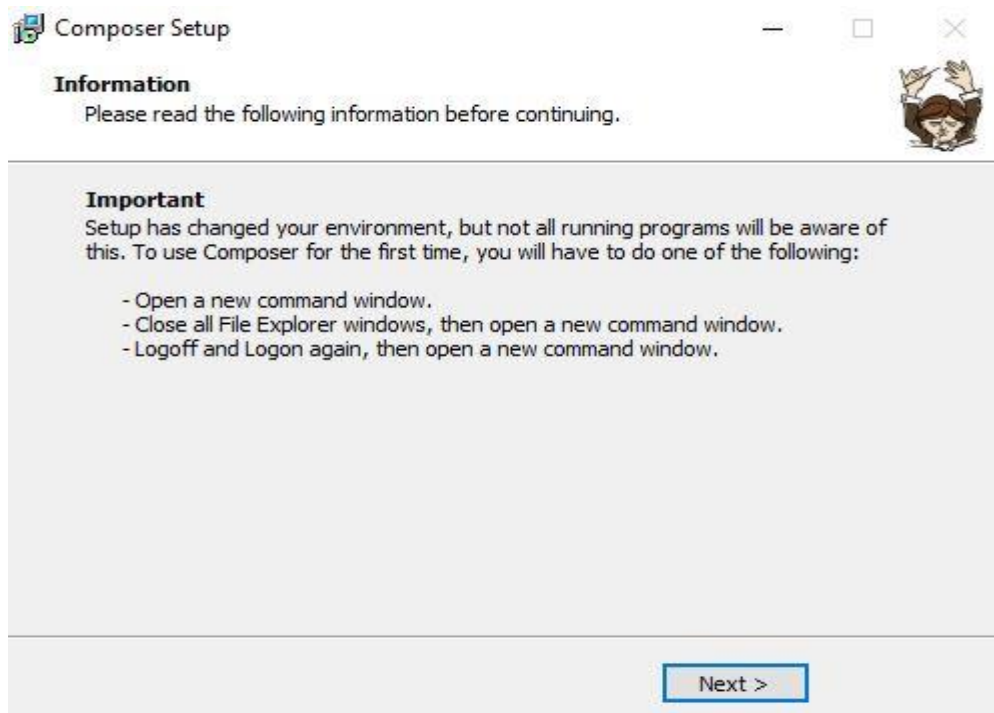 Composer Setup
Information
Please read the following information before continuing.
Important
Setup has changed your environment, but not all running programs will be aware of
this. To use Composer for the first time, you will have to do one of the following:
- Open a new command window.
- Close all File Explorer windows, then open a new command window.
- Logoff and Logon again, then open a new command window.
Next >